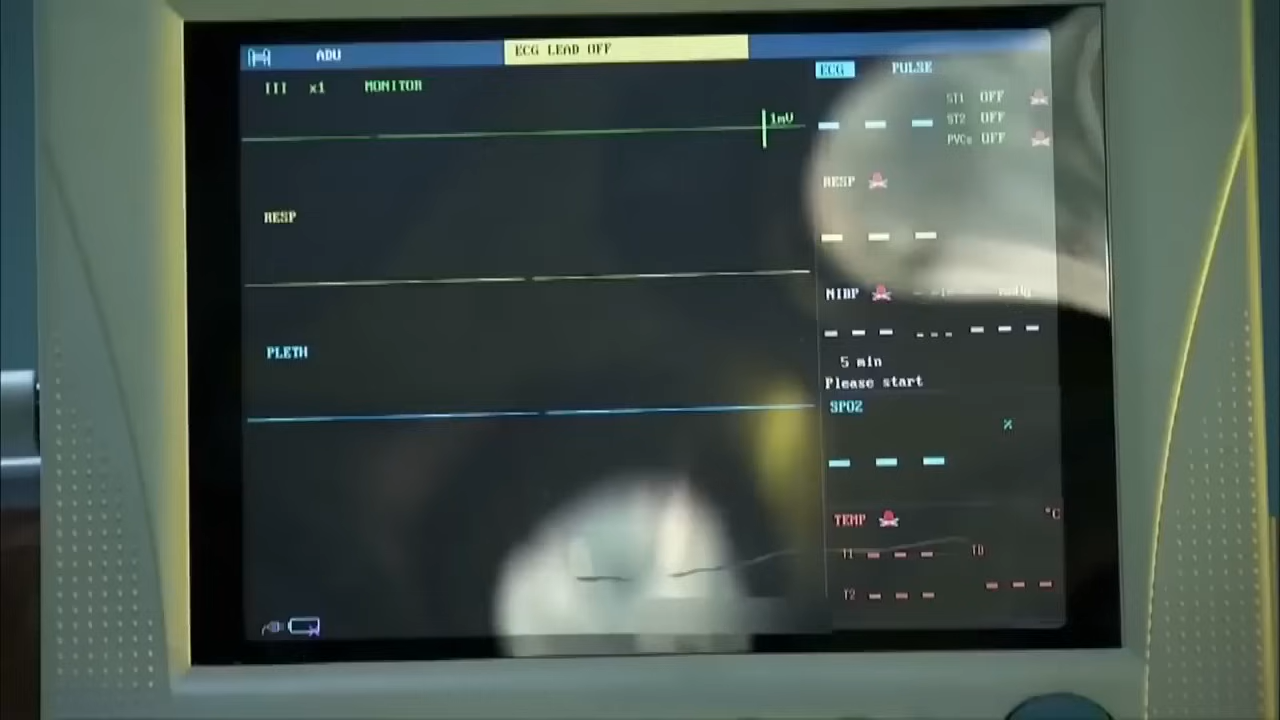 ADU ECG LEAD OFF
III x1 MONITOR
1mV
RESP
PLETH
ECG PULSE
ST1 OFF
ST2 OFF
PVCs OFF
RESP
NIBP
5 min
Please start
SPO2
%
TEMP °C
T1 TD
T2